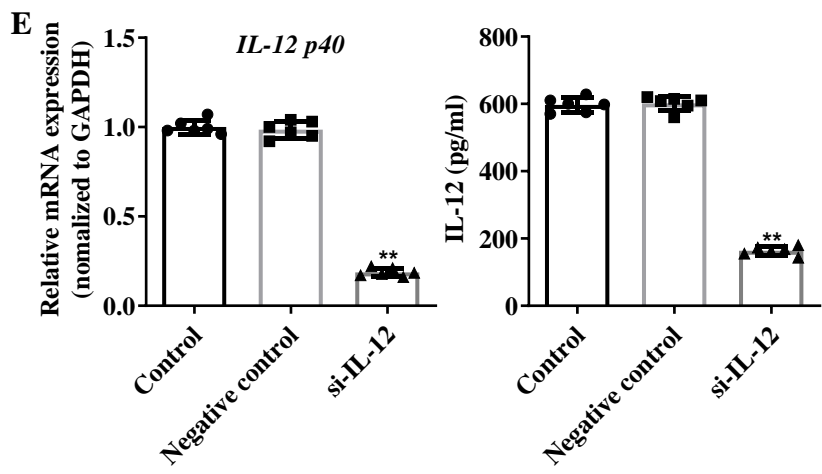 E
Relative mRNA expression
(nomalized to GAPDH)
1.5
1.0
0.5
0.0
IL-12 p40
**
Control
Negative control
si-IL-12
IL-12 (pg/ml)
800
600
400
200
0
**
Control
Negative control
si-IL-12